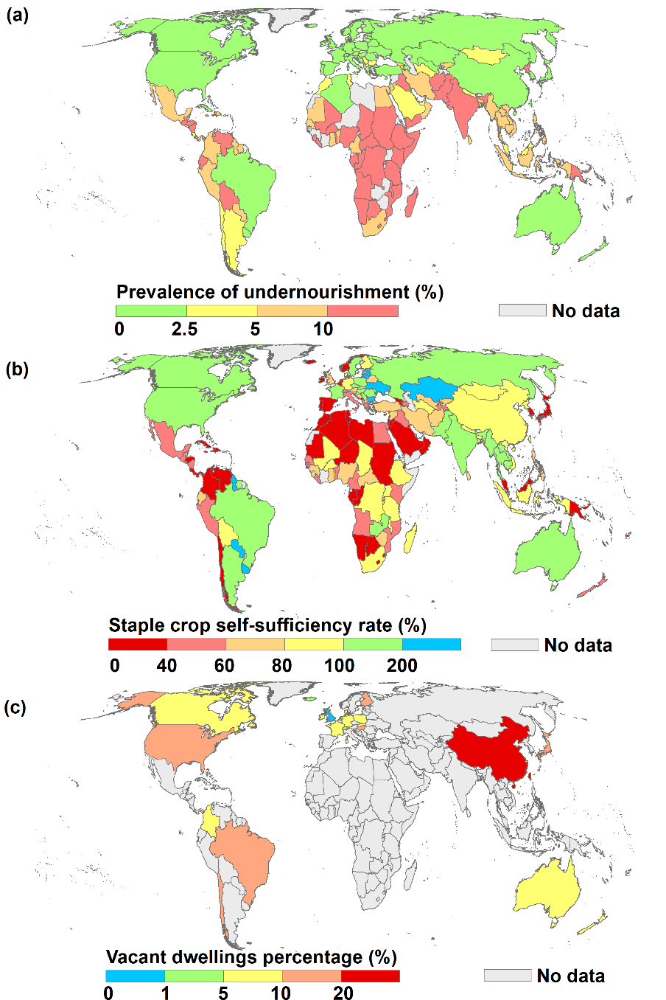 (a)
Prevalence of undernourishment (%)
No data
0 2.5 5 10
(b)
Staple crop self-sufficiency rate (%)
No data
0 40 60 80 100 200
(c)
Vacant dwellings percentage (%)
No data
0 1 5 10 20